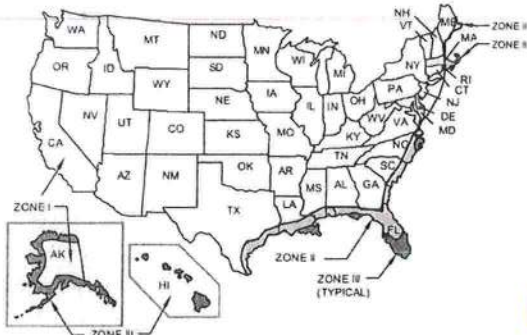 WA
MT
ND
MN
OR
ID
WY
SD
WI
MI
NY
NH
VT
ME
MA
RI
CT
NJ
DE
MD
PA
NV
UT
CO
NE
IA
IL
IN
OH
WV
VA
CA
AZ
NM
KS
MO
KY
TN
NC
SC
OK
AR
TX
LA
MS
AL
GA
FL
ZONE I
ZONE II
ZONE III
(TYPICAL)
AK
HI
ZONE III